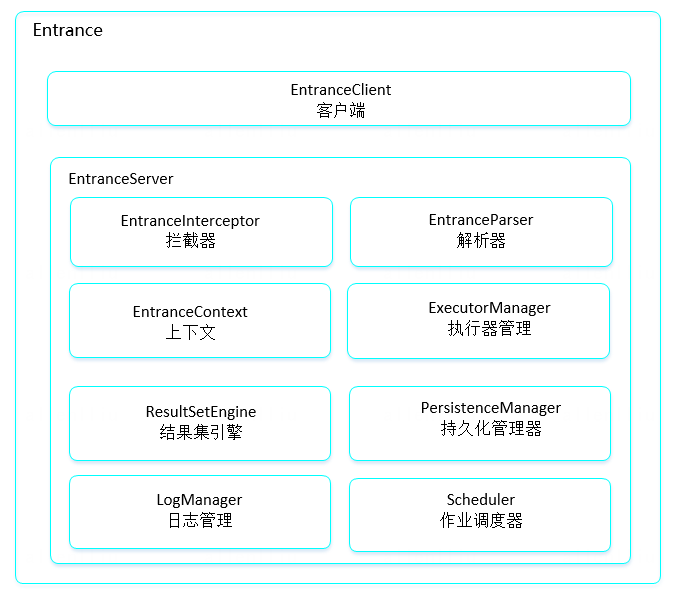 Entrance
EntranceClient
客户端
EntranceServer
EntranceInterceptor
拦截器
EntranceParser
解析器
EntranceContext
上下文
ExecutorManager
执行器管理
ResultSetEngine
结果集引擎
PersistenceManager
持久化管理器
LogManager
日志管理
Scheduler
作业调度器